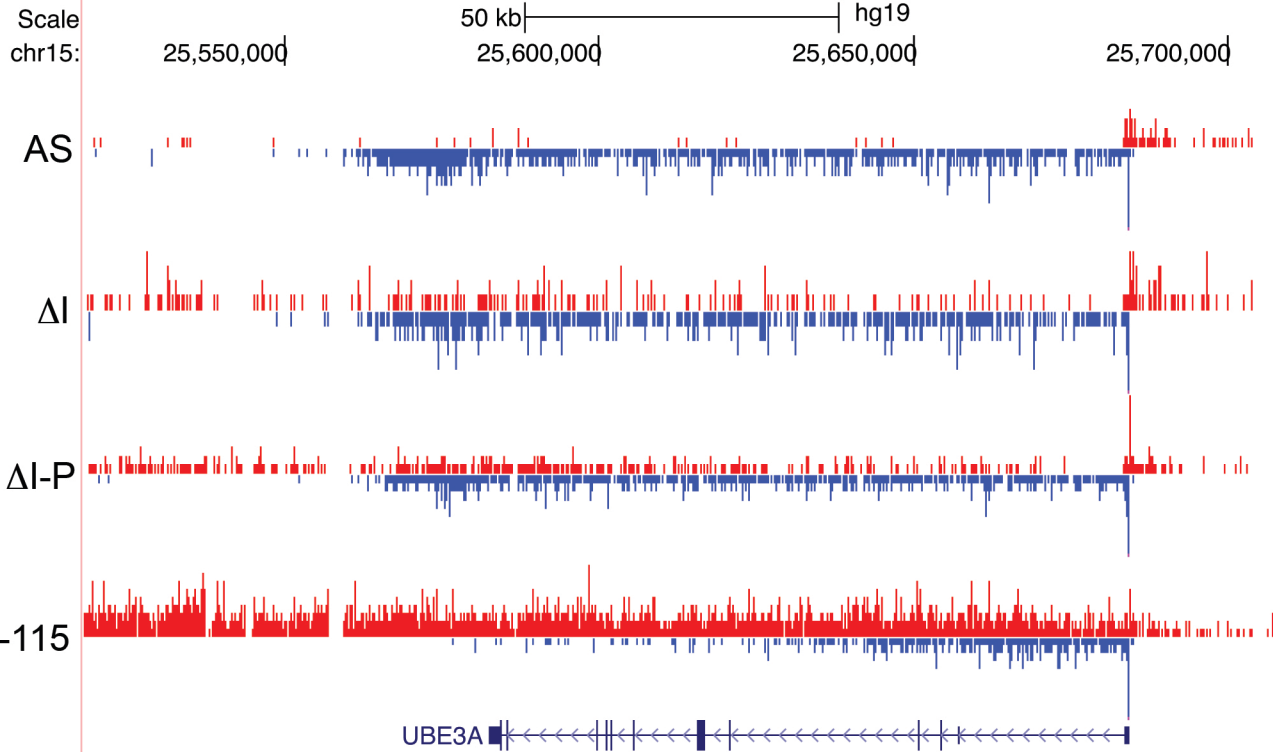 Scale 50 kb hg19
chr15: 25,550,000 25,600,000 25,650,000 25,700,000
AS
ΔI
ΔI-P
-115
UBE3A